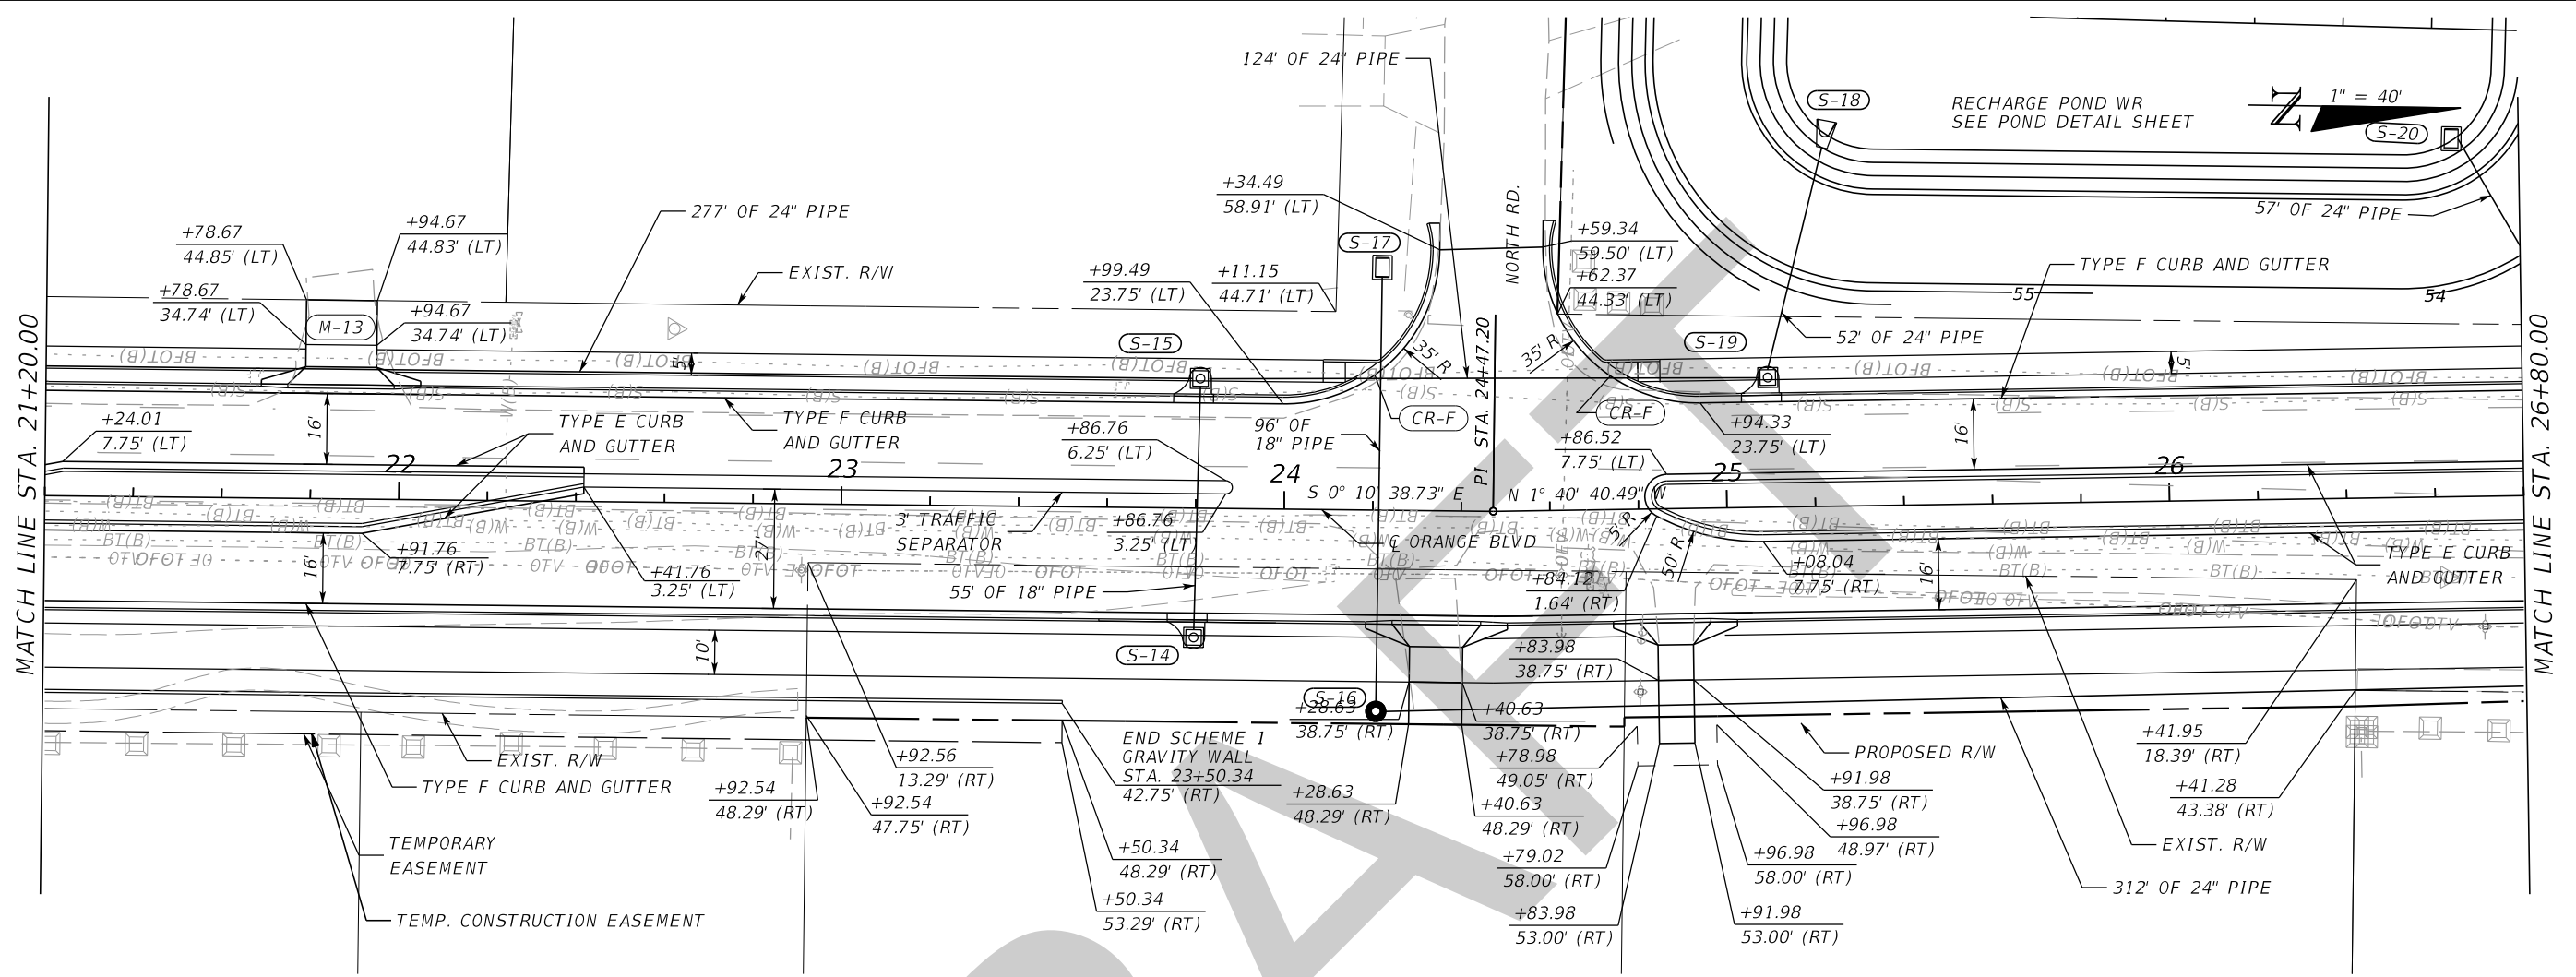 124' OF 24" PIPE
S-18
RECHARGE POND WR
SEE POND DETAIL SHEET
N
1" = 40'
S-20
57' OF 24" PIPE
+34.49
58.91' (LT)
NORTH RD.
+78.67
44.85' (LT)
+94.67
44.83' (LT)
277' OF 24" PIPE
EXIST. R/W
S-17
+59.34
59.50' (LT)
+62.37
44.33' (LT)
TYPE F CURB AND GUTTER
55
54
+78.67
34.74' (LT)
M-13
+94.67
34.74' (LT)
+99.49
23.75' (LT)
+11.15
44.71' (LT)
S-15
S-19
52' OF 24" PIPE
35' R
35' R
5'
5'
BFOT(B)
BFOT(B)
BFOT(B)
BFOT(B)
BFOT(B)
BFOT(B)
BFOT(B)
BFOT(B)
BFOT(B)
BFOT(B)
MATCH LINE STA. 21+20.00
MATCH LINE STA. 26+80.00
+24.01
7.75' (LT)
16'
TYPE E CURB
AND GUTTER
TYPE F CURB
AND GUTTER
+86.76
6.25' (LT)
96' OF
18" PIPE
CR-F
CR-F
PI STA. 24+47.20
+94.33
23.75' (LT)
+86.52
7.75' (LT)
16'
22
23
24
25
26
S 0° 10' 38.73" E
N 1° 40' 40.49" W
3' TRAFFIC
SEPARATOR
+86.76
3.25' (LT)
℄ ORANGE BLVD
5' R
50' R
+91.76
7.75' (RT)
16'
27'
+41.76
3.25' (LT)
55' OF 18" PIPE
+84.12
1.64' (RT)
+08.04
7.75' (RT)
16'
TYPE E CURB
AND GUTTER
10'
S-14
S-16
+83.98
38.75' (RT)
+28.63
38.75' (RT)
+40.63
38.75' (RT)
END SCHEME 1
GRAVITY WALL
STA. 23+50.34
42.75' (RT)
EXIST. R/W
TYPE F CURB AND GUTTER
+92.56
13.29' (RT)
+92.54
48.29' (RT)
+92.54
47.75' (RT)
+28.63
48.29' (RT)
+40.63
48.29' (RT)
+78.98
49.05' (RT)
PROPOSED R/W
+91.98
38.75' (RT)
+41.95
18.39' (RT)
+41.28
43.38' (RT)
TEMPORARY
EASEMENT
+50.34
48.29' (RT)
+79.02
58.00' (RT)
+96.98
48.97' (RT)
+96.98
58.00' (RT)
EXIST. R/W
TEMP. CONSTRUCTION EASEMENT
+50.34
53.29' (RT)
+83.98
53.00' (RT)
+91.98
53.00' (RT)
312' OF 24" PIPE